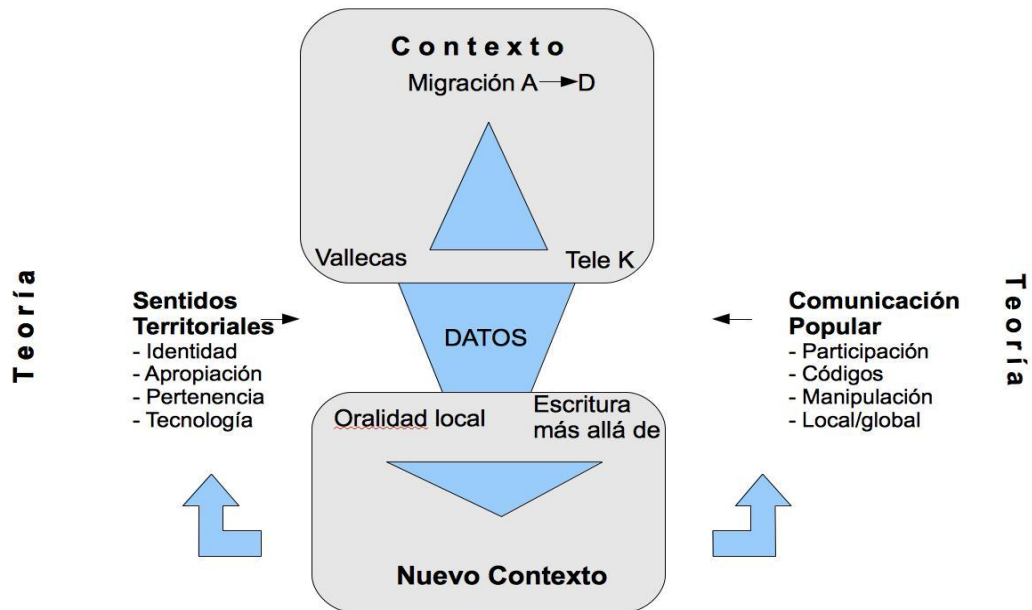 Contexto
Migración A → D
Vallecas
Tele K
Teoría
Sentidos
Territoriales
- Identidad
- Apropiación
- Pertenencia
- Tecnología
DATOS
Comunicación
Popular
- Participación
- Códigos
- Manipulación
- Local/global
Teoría
Oralidad local
Escritura
más allá de
Nuevo Contexto